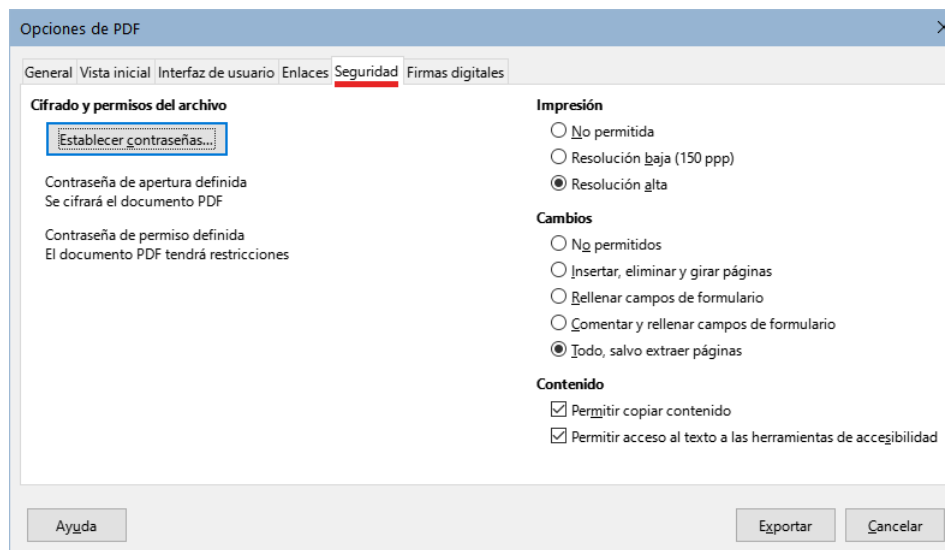 Opciones de PDF
General Vista inicial Interfaz de usuario Enlaces Seguridad Firmas digitales
Cifrado y permisos del archivo
Establecer contraseñas...
Contraseña de apertura definida
Se cifrará el documento PDF
Contraseña de permiso definida
El documento PDF tendrá restricciones
Impresión
No permitida
Resolución baja (150 ppp)
Resolución alta
Cambios
No permitidos
Insertar, eliminar y girar páginas
Rellenar campos de formulario
Comentar y rellenar campos de formulario
Todo, salvo extraer páginas
Contenido
Permitir copiar contenido
Permitir acceso al texto a las herramientas de accesibilidad
Ayuda
Exportar
Cancelar